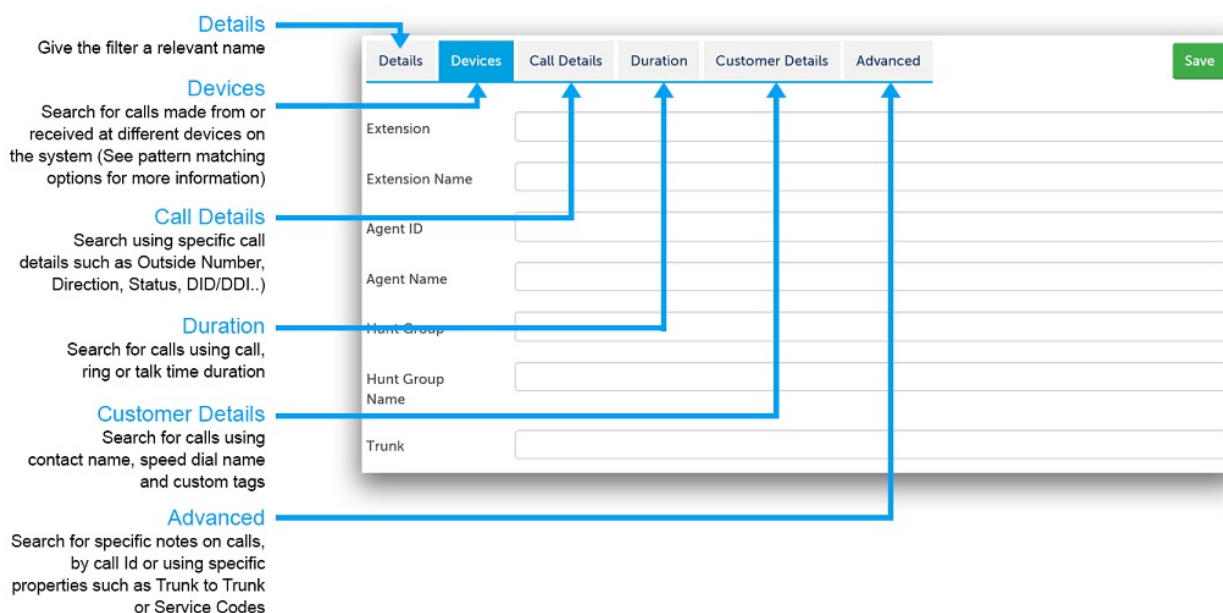 Details
Give the filter a relevant name
Devices
Search for calls made from or
received at different devices on
the system (See pattern matching
options for more information)
Call Details
Search using specific call
details such as Outside Number,
Direction, Status, DID/DDI..)
Duration
Search for calls using call,
ring or talk time duration
Customer Details
Search for calls using
contact name, speed dial name
and custom tags
Advanced
Search for specific notes on calls,
by call Id or using specific
properties such as Trunk to Trunk
or Service Codes
Details Devices Call Details Duration Customer Details Advanced Save
Extension
Extension Name
Agent ID
Agent Name
Hunt Group
Hunt Group
Name
Trunk